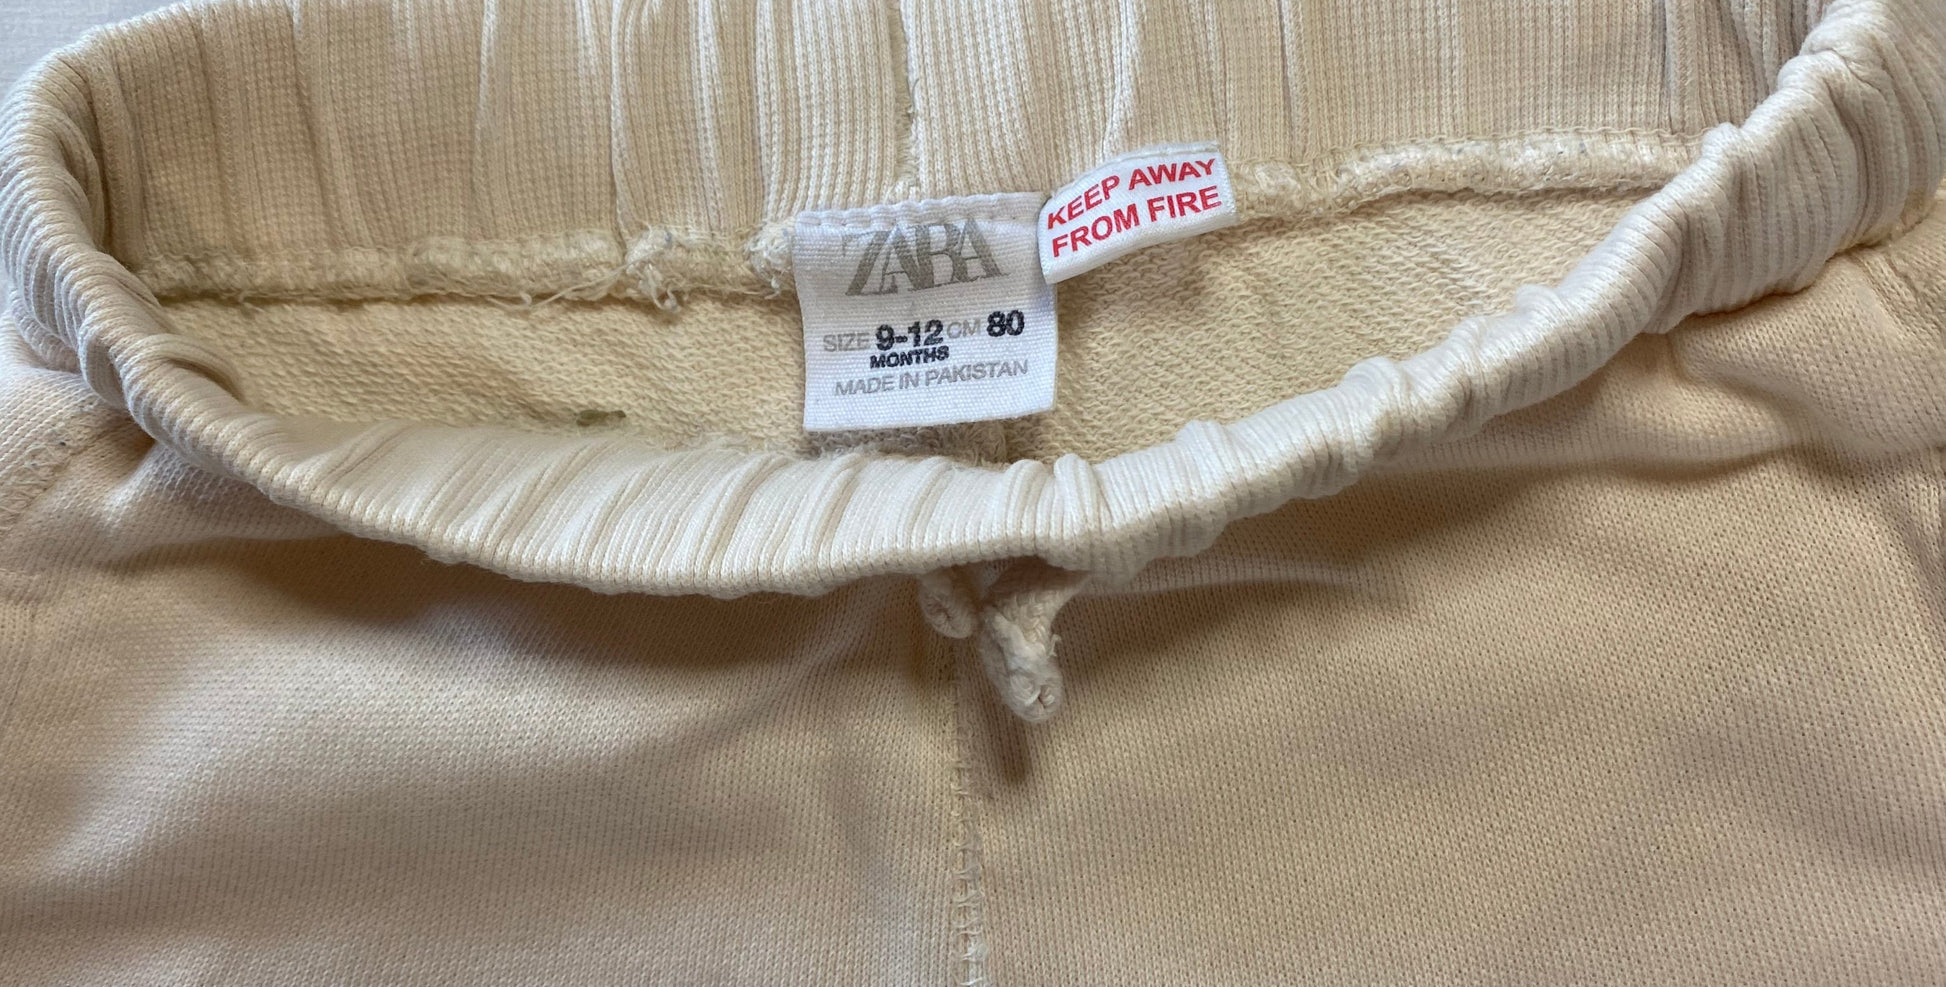 ZARA
SIZE 9-12 CM 80
MONTHS
MADE IN PAKISTAN
KEEP AWAY
FROM FIRE